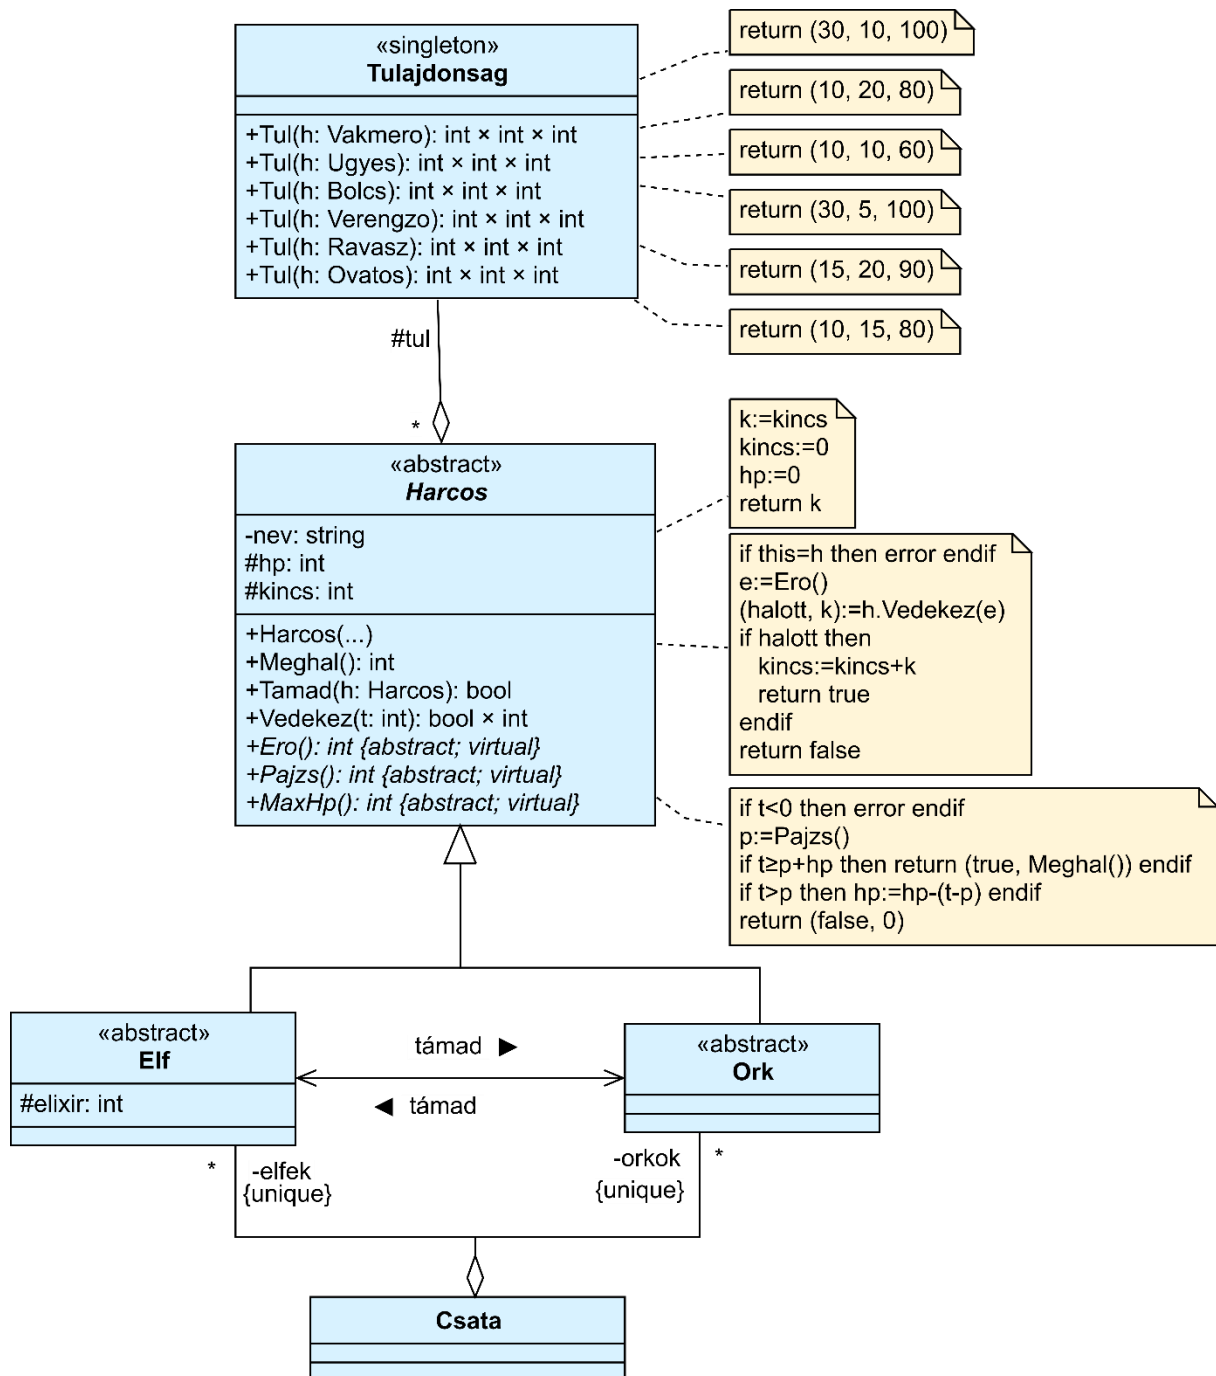 «singleton»
Tulajdonsag
+Tul(h: Vakmero): int × int × int
+Tul(h: Ugyes): int × int × int
+Tul(h: Bolcs): int × int × int
+Tul(h: Verengzo): int × int × int
+Tul(h: Ravasz): int × int × int
+Tul(h: Ovatos): int × int × int
return (30, 10, 100)
return (10, 20, 80)
return (10, 10, 60)
return (30, 5, 100)
return (15, 20, 90)
return (10, 15, 80)
#tul
*
«abstract»
Harcos
-nev: string
#hp: int
#kincs: int
+Harcos(...)
+Meghal(): int
+Tamad(h: Harcos): bool
+Vedekez(t: int): bool × int
+Ero(): int {abstract; virtual}
+Pajzs(): int {abstract; virtual}
+MaxHp(): int {abstract; virtual}
k:=kincs
kincs:=0
hp:=0
return k
if this=h then error endif
e:=Ero()
(halott, k):=h.Vedekez(e)
if halott then
kincs:=kincs+k
return true
endif
return false
if t<0 then error endif
p:=Pajzs()
if t≥p+hp then return (true, Meghal()) endif
if t>p then hp:=hp-(t-p) endif
return (false, 0)
«abstract»
Elf
#elixir: int
támad ►
◄ támad
«abstract»
Ork
*
-elfek
{unique}
-orkok
*
{unique}
Csata